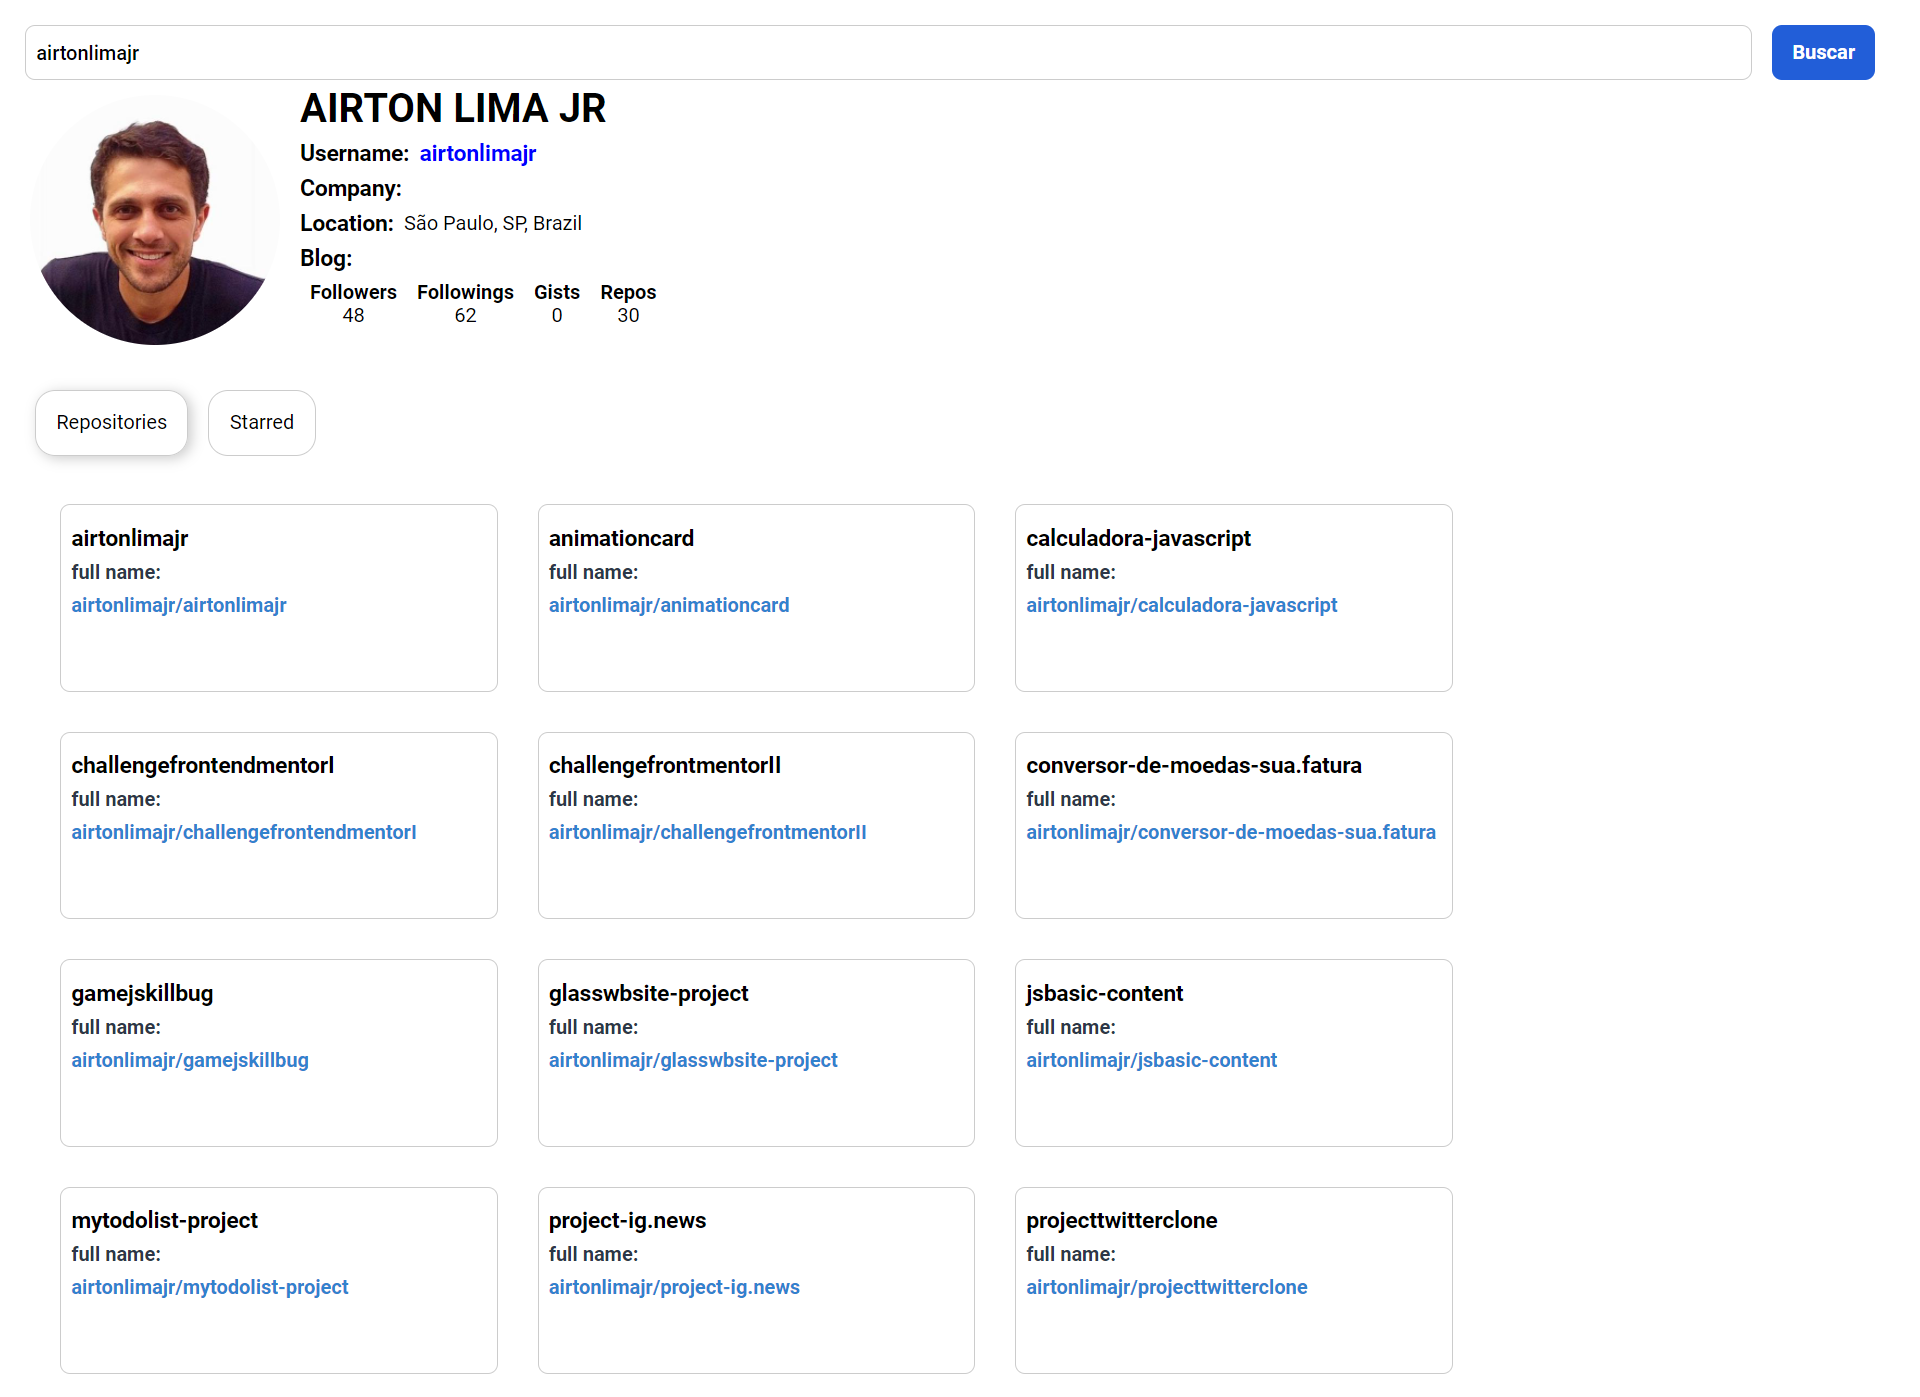 airtonlimajr
Buscar
AIRTON LIMA JR
Username: airtonlimajr
Company:
Location: São Paulo, SP, Brazil
Blog:
Followers Followings Gists Repos
48 62 0 30
Repositories Starred
airtonlimajr
full name:
airtonlimajr/airtonlimajr
animationcard
full name:
airtonlimajr/animationcard
calculadora-javascript
full name:
airtonlimajr/calculadora-javascript
challengefrontendmentorI
full name:
airtonlimajr/challengefrontendmentorI
challengefrontmentorII
full name:
airtonlimajr/challengefrontmentorII
conversor-de-moedas-sua.fatura
full name:
airtonlimajr/conversor-de-moedas-sua.fatura
gamejskillbug
full name:
airtonlimajr/gamejskillbug
glasswbsite-project
full name:
airtonlimajr/glasswbsite-project
jsbasic-content
full name:
airtonlimajr/jsbasic-content
mytodolist-project
full name:
airtonlimajr/mytodolist-project
project-ig.news
full name:
airtonlimajr/project-ig.news
projecttwitterclone
full name:
airtonlimajr/projecttwitterclone